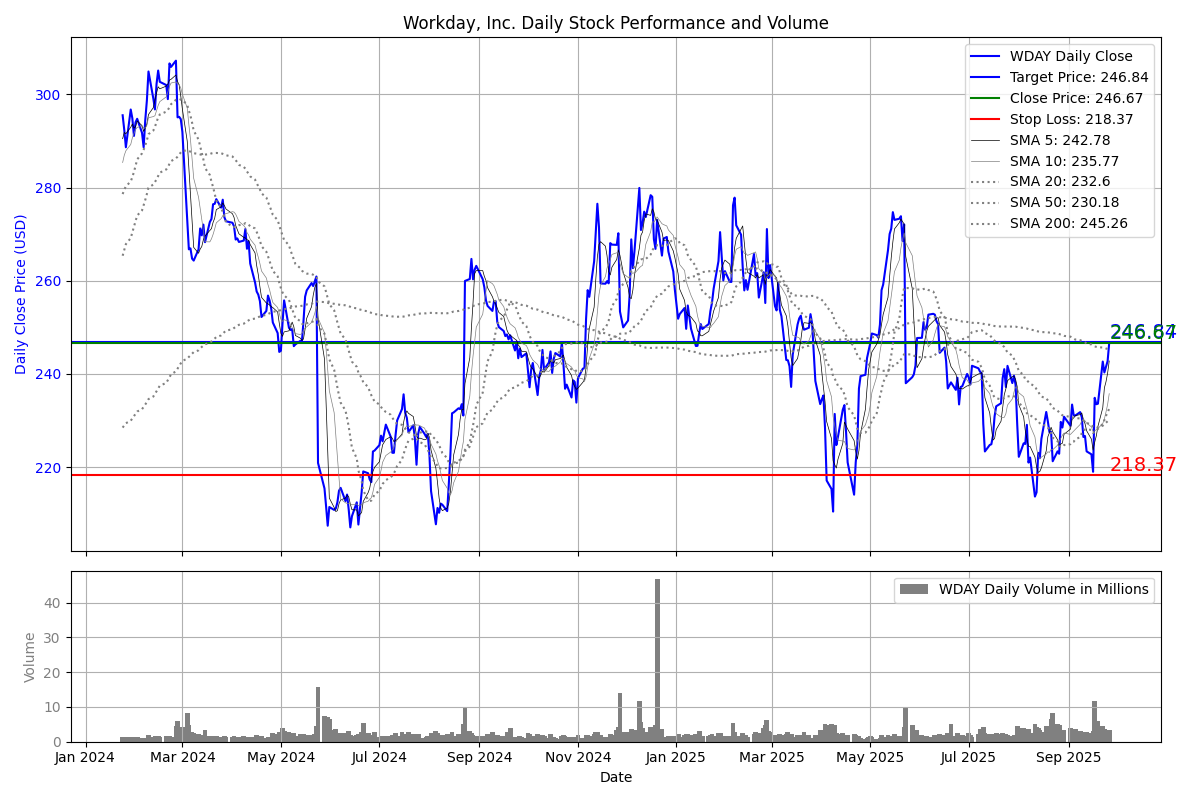 Workday, Inc. Daily Stock Performance and Volume
WDAY Daily Close
Target Price: 246.84
Close Price: 246.67
Stop Loss: 218.37
SMA 5: 242.78
SMA 10: 235.77
SMA 20: 232.6
SMA 50: 230.18
SMA 200: 245.26
Daily Close Price (USD)
300
280
260
240
220
246.84
246.67
218.37
WDAY Daily Volume in Millions
Volume
40
30
20
10
0
Jan 2024 Mar 2024 May 2024 Jul 2024 Sep 2024 Nov 2024 Jan 2025 Mar 2025 May 2025 Jul 2025 Sep 2025
Date